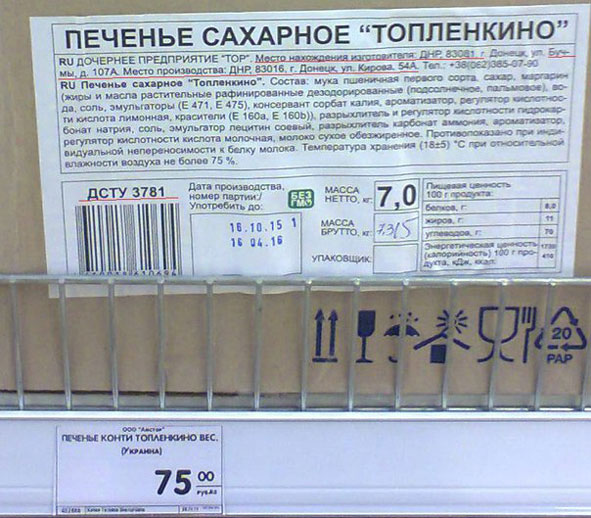 ПЕЧЕНЬЕ САХАРНОЕ "ТОПЛЕНКИНО"
RU ДОЧЕРНЕЕ ПРЕДПРИЯТИЕ "ТОР". Место нахождения изготовителя: ДНР, 83081, г. Донецк, ул. Буч-
мы, д. 107А. Место производства: ДНР, 83016, г. Донецк, ул. Кирова, 54А. Тел.: +38(062)385-07-90
RU Печенье сахарное "Топленкино". Состав: мука пшеничная первого сорта, сахар, маргарин
(жиры и масла растительные рафинированные дезодорированные (подсолнечное, пальмовое), во-
да, соль, эмульгаторы (Е 471, Е 475), консервант сорбат калия, ароматизатор, регулятор кислотнос-
ти кислота лимонная, красители (Е 160а, Е 160b)), разрыхлитель и регулятор кислотности гидрокар-
бонат натрия, соль, эмульгатор лецитин соевый, разрыхлитель карбонат аммония, ароматизатор,
регулятор кислотности кислота молочная, молоко сухое обезжиренное. Противопоказано при инди-
видуальной непереносимости к белку молока. Температура хранения (18±5) °С при относительной
влажности воздуха не более 75 %.
ДСТУ 3781
Дата производства,
номер партии:/
Употребить до:
16.10.15 1
16 04.16
БЕЗ
ГМО
МАССА
НЕТТО, кг:
7,0
МАССА
БРУТТО, кг:
7,315
УПАКОВЩИК:
Пищевая ценность
100 г продукта:
белков, г:
жиров, г: 11
углеводов, г: 70
Энергетическая ценность
(калорийность) 100 г про-
дукта, кДж, ккал:
20
PAP
ООО "Австор"
ПЕЧЕНЬЕ КОНТИ ТОПЛЕНКИНО ВЕС.
(УКРАИНА)
75 00